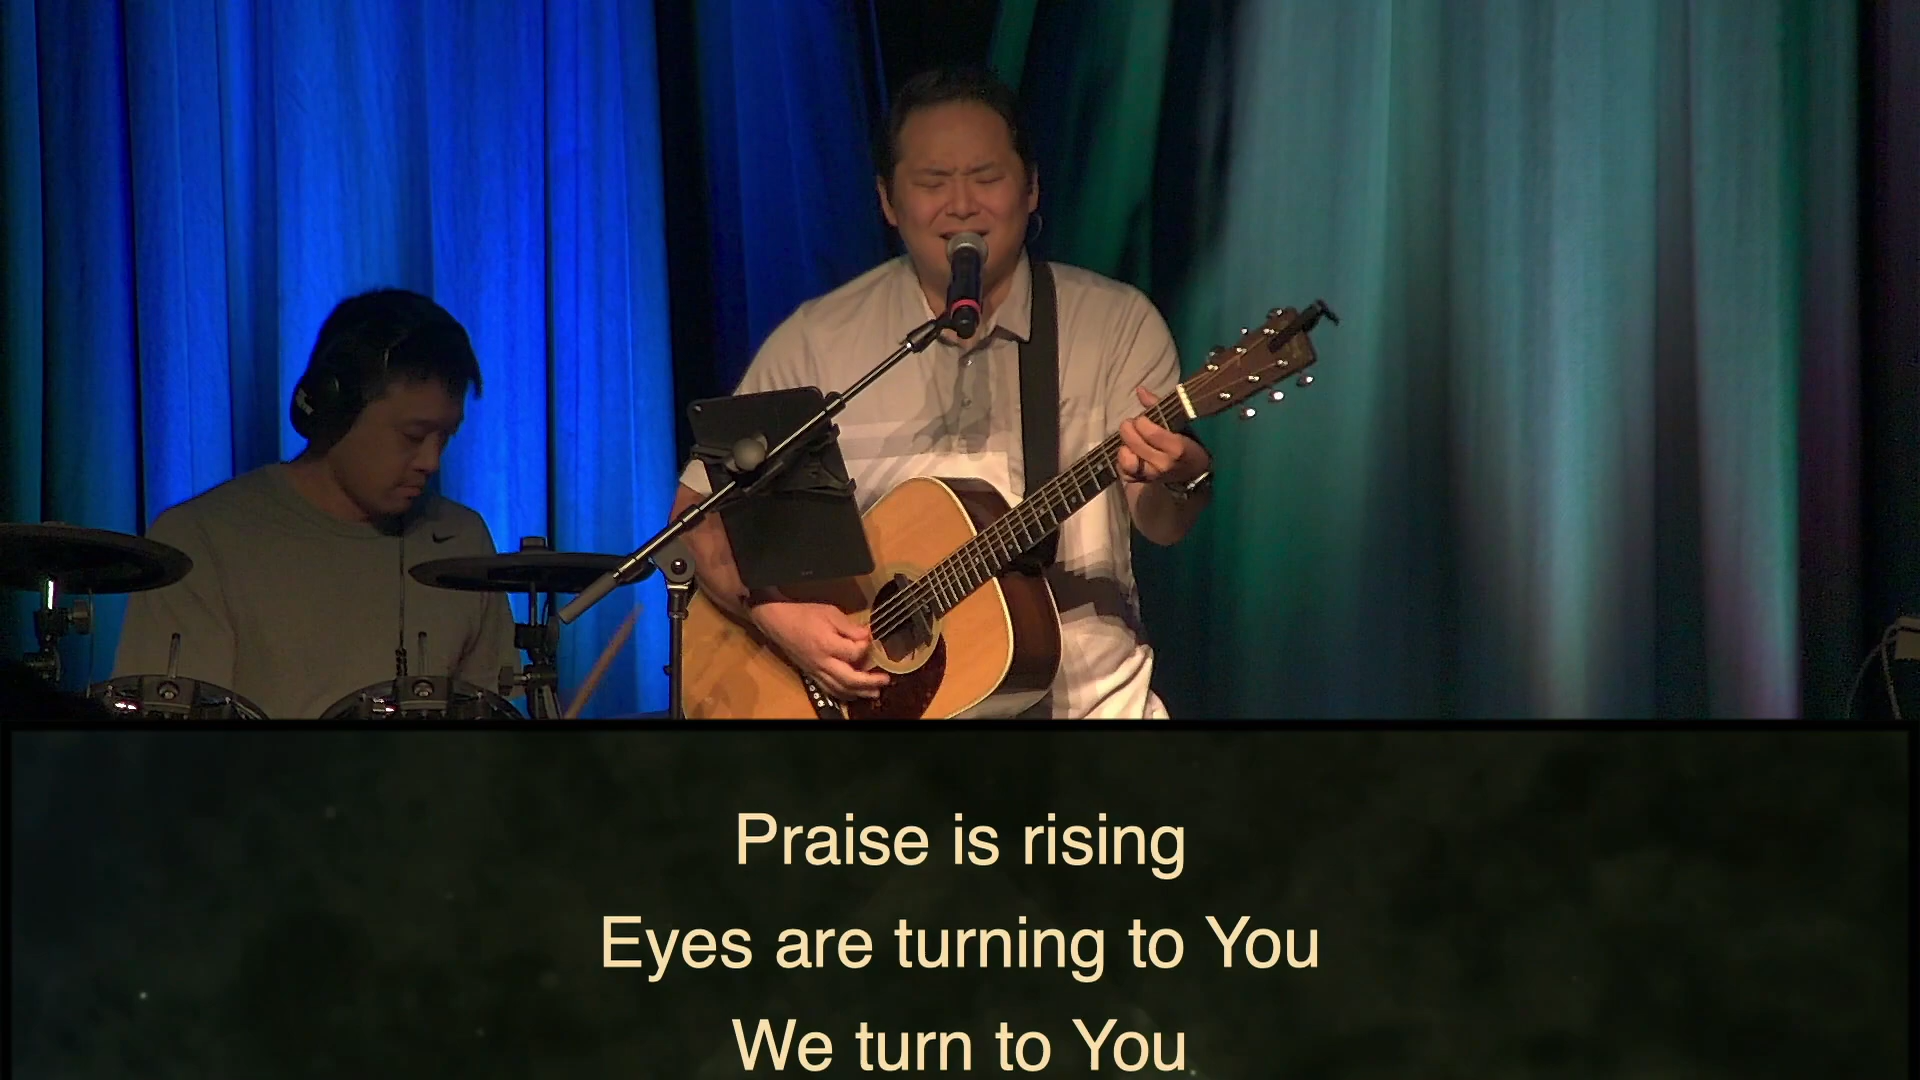 Praise is rising
Eyes are turning to You
We turn to You